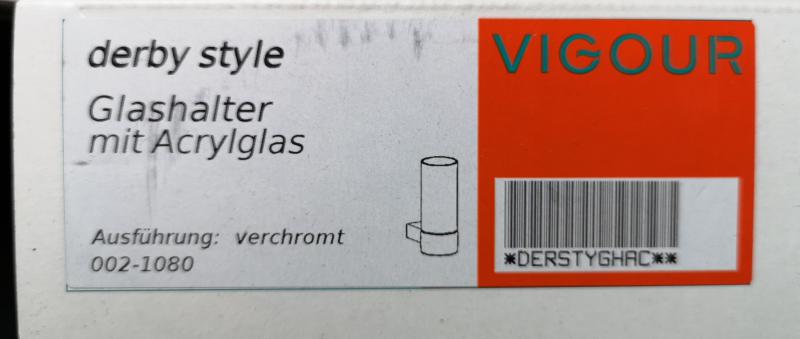 derby style
Glashalter
mit Acrylglas
Ausführung: verchromt
002-1080
VIGOUR
*DERSTYGHAC**